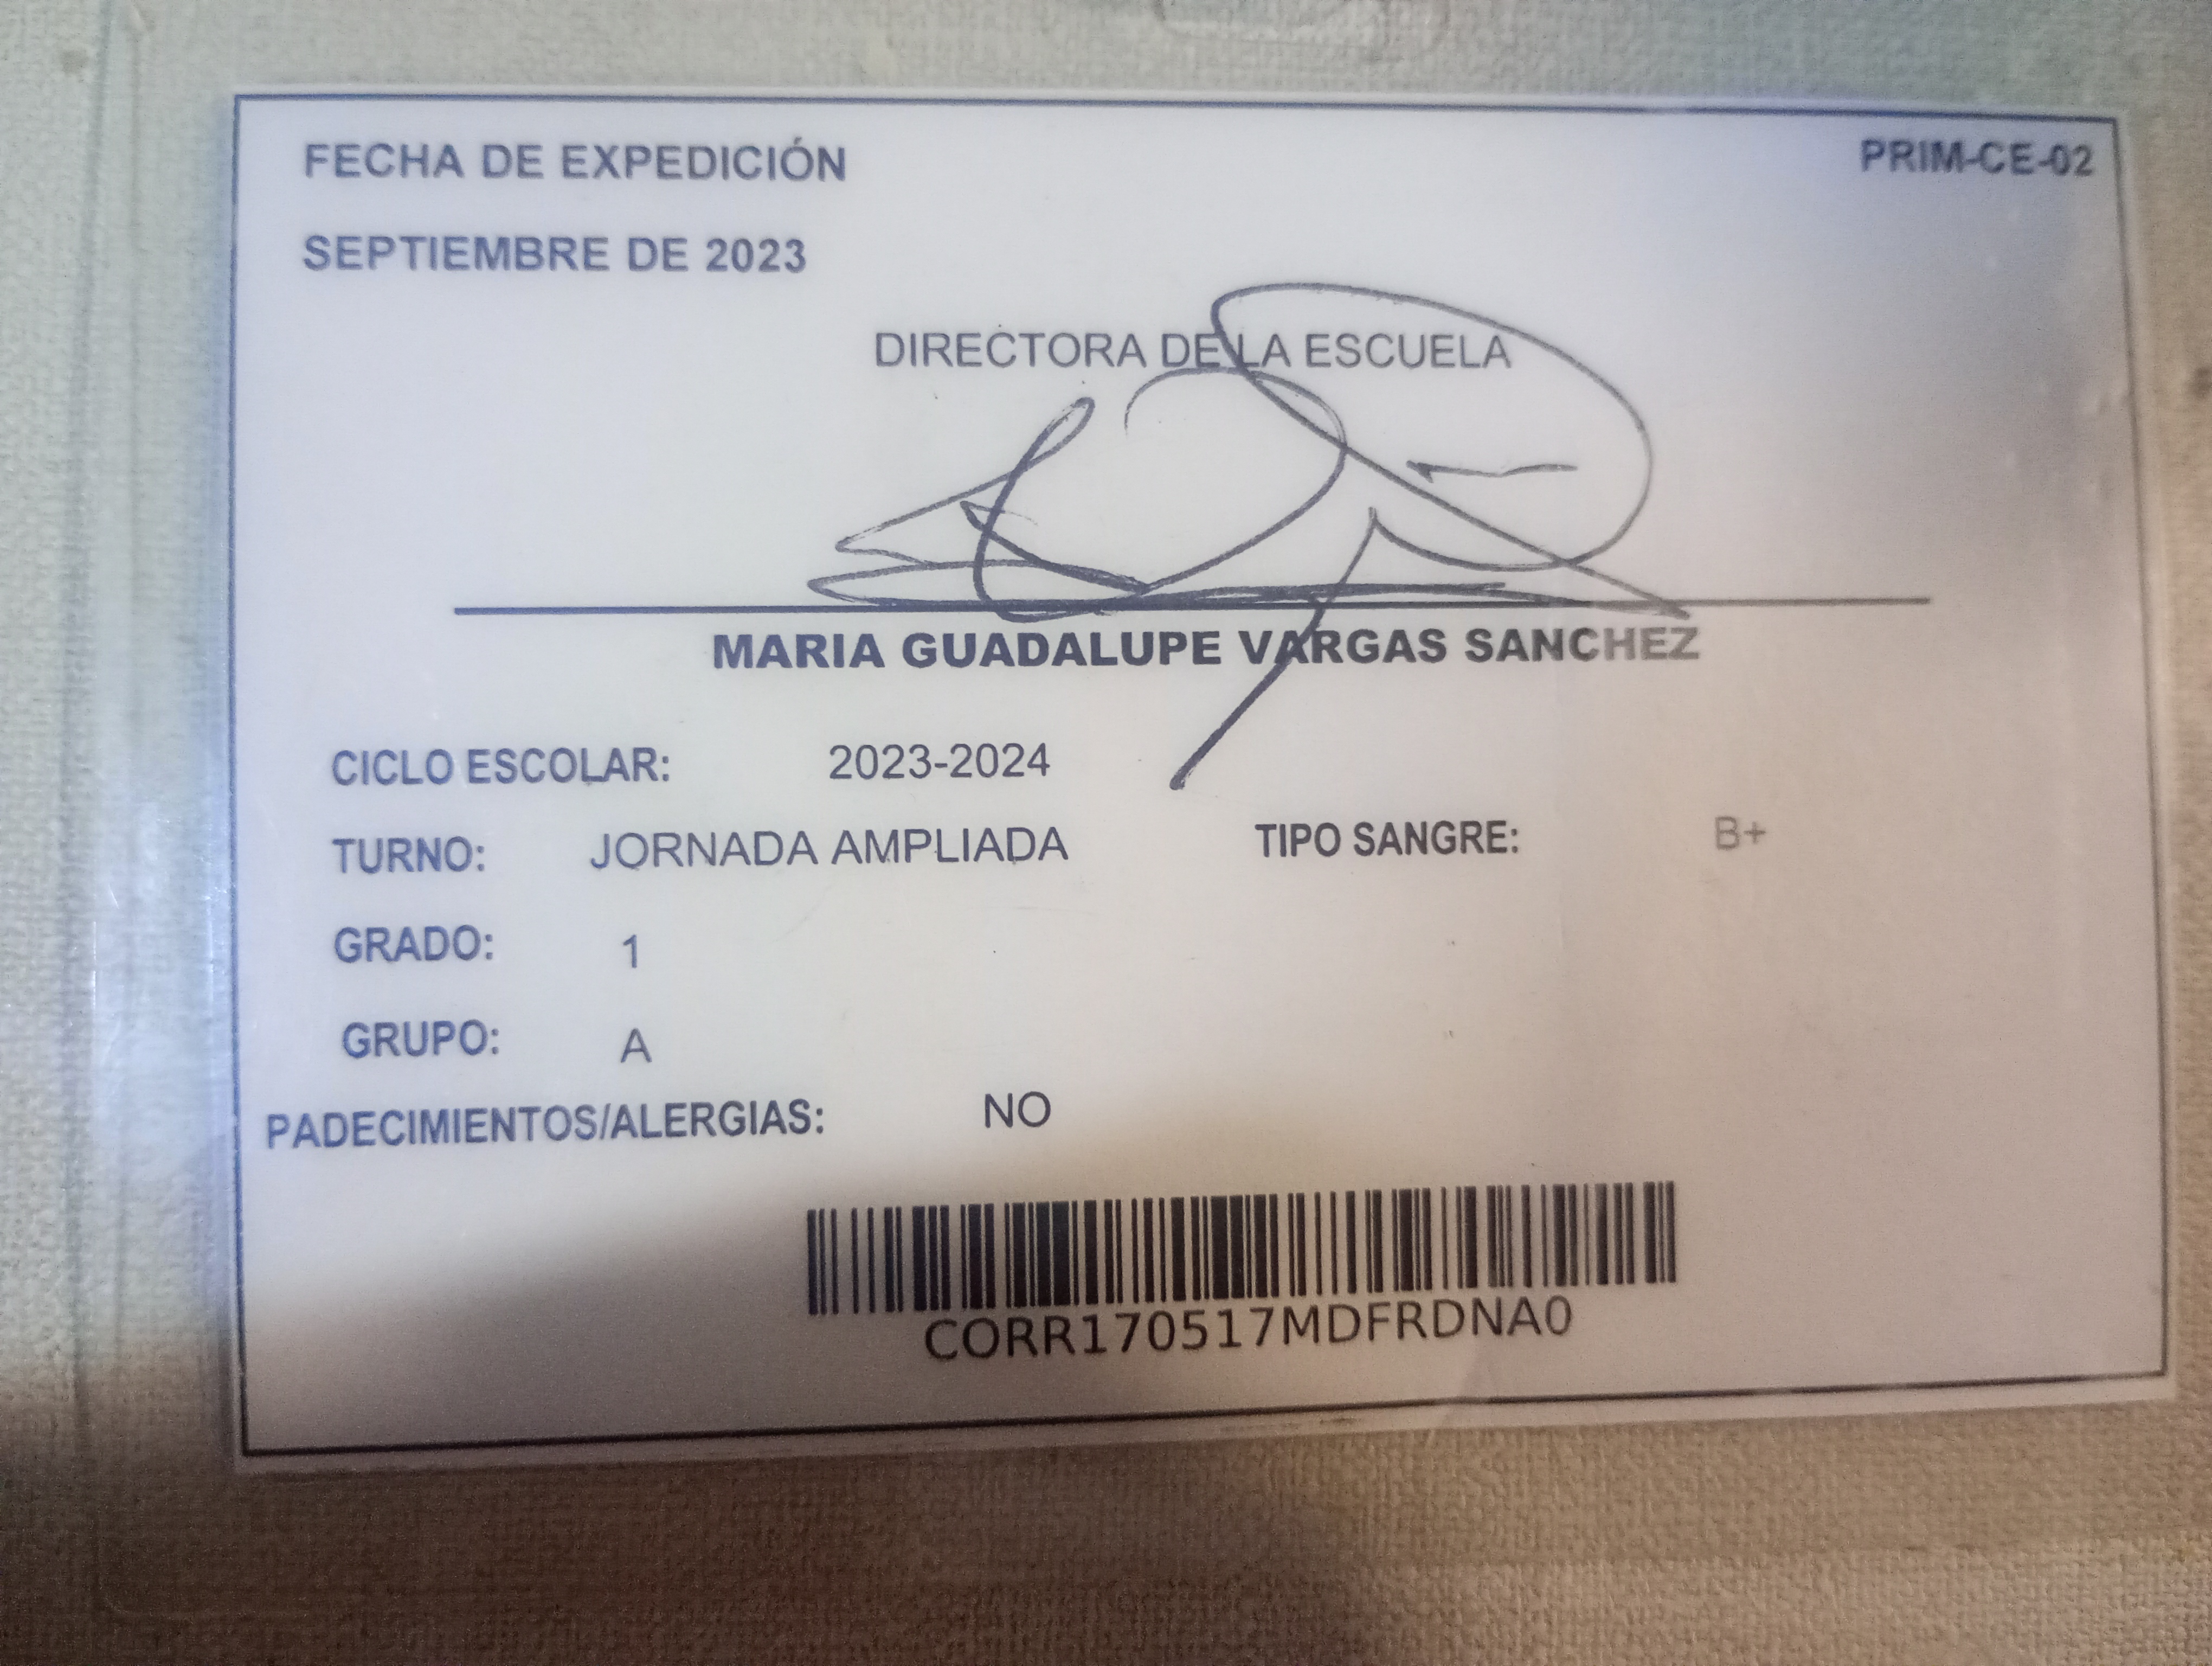 FECHA DE EXPEDICIÓN
PRIM-CE-02
SEPTIEMBRE DE 2023
DIRECTORA DE LA ESCUELA
MARIA GUADALUPE VARGAS SANCHEZ
CICLO ESCOLAR: 2023-2024
TURNO: JORNADA AMPLIADA TIPO SANGRE: B+
GRADO: 1
GRUPO: A
PADECIMIENTOS/ALERGIAS: NO
CORR170517MDFRDNA0